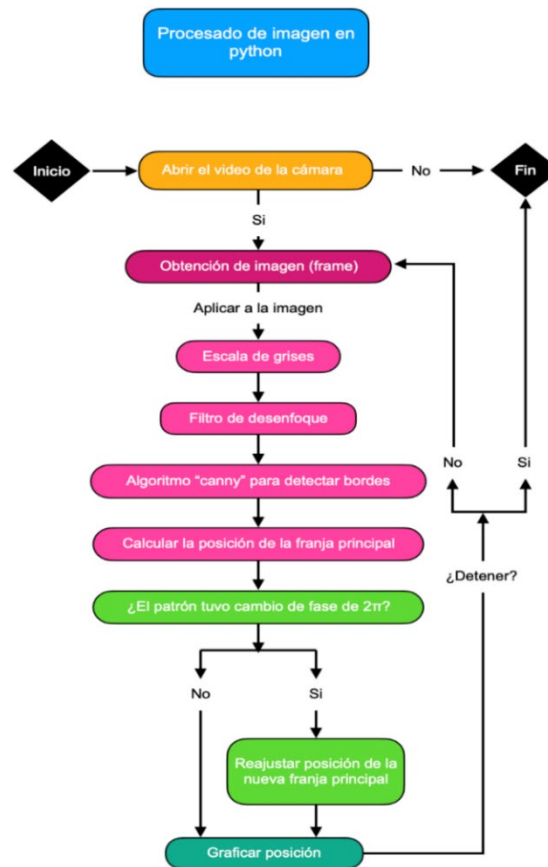 Procesado de imagen en
python
Inicio
Abrir el video de la cámara
No
Fin
Si
Obtención de imagen (frame)
Aplicar a la imagen
Escala de grises
Filtro de desenfoque
Algoritmo “canny” para detectar bordes
Calcular la posición de la franja principal
¿El patrón tuvo cambio de fase de 2π?
No
Si
Reajustar posición de la
nueva franja principal
Graficar posición
¿Detener?
No
Si